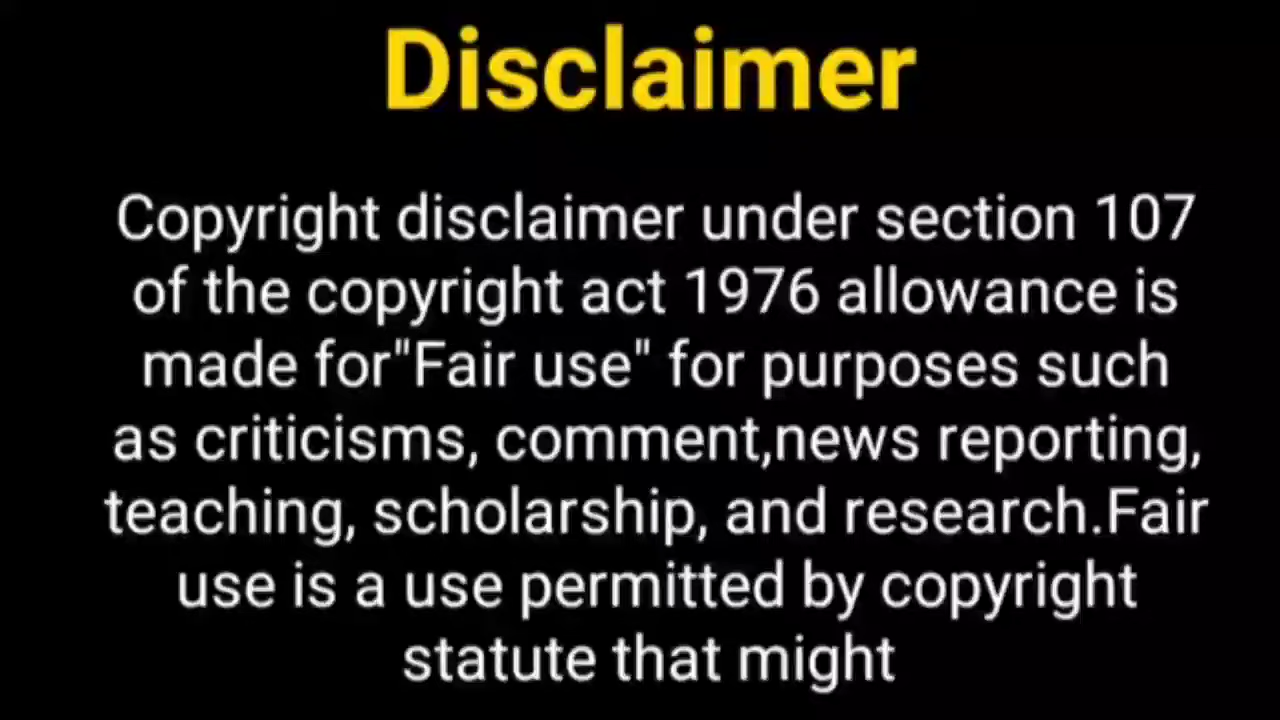 Disclaimer
Copyright disclaimer under section 107
of the copyright act 1976 allowance is
made for"Fair use" for purposes such
as criticisms, comment,news reporting,
teaching, scholarship, and research.Fair
use is a use permitted by copyright
statute that might